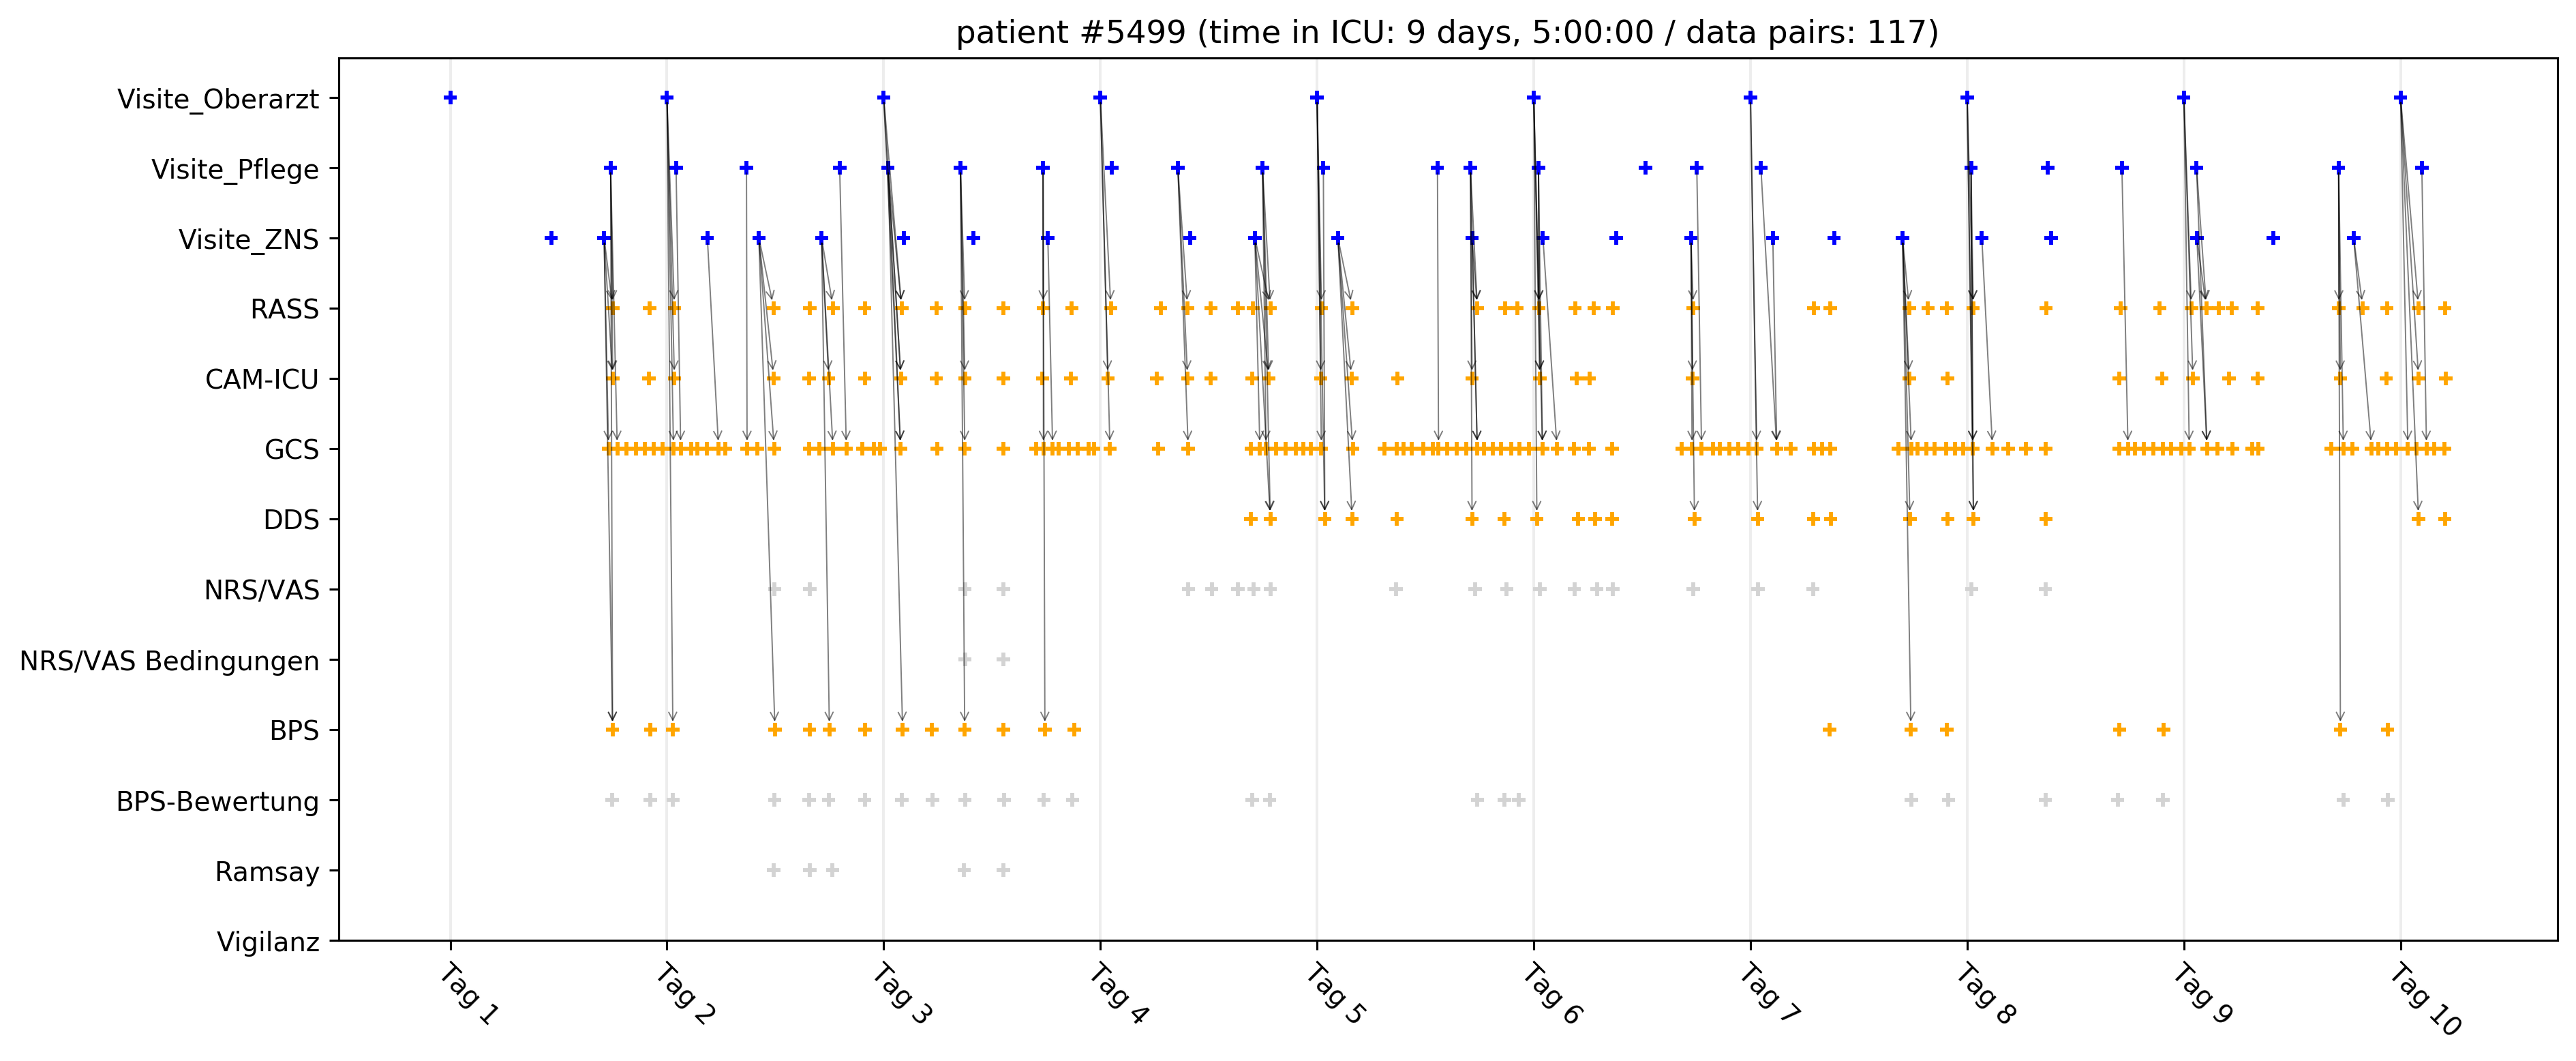 patient #5499 (time in ICU: 9 days, 5:00:00 / data pairs: 117)
Visite_Oberarzt
Visite_Pflege
Visite_ZNS
RASS
CAM-ICU
GCS
DDS
NRS/VAS
NRS/VAS Bedingungen
BPS
BPS-Bewertung
Ramsay
Vigilanz
Tag 1
Tag 2
Tag 3
Tag 4
Tag 5
Tag 6
Tag 7
Tag 8
Tag 9
Tag 10